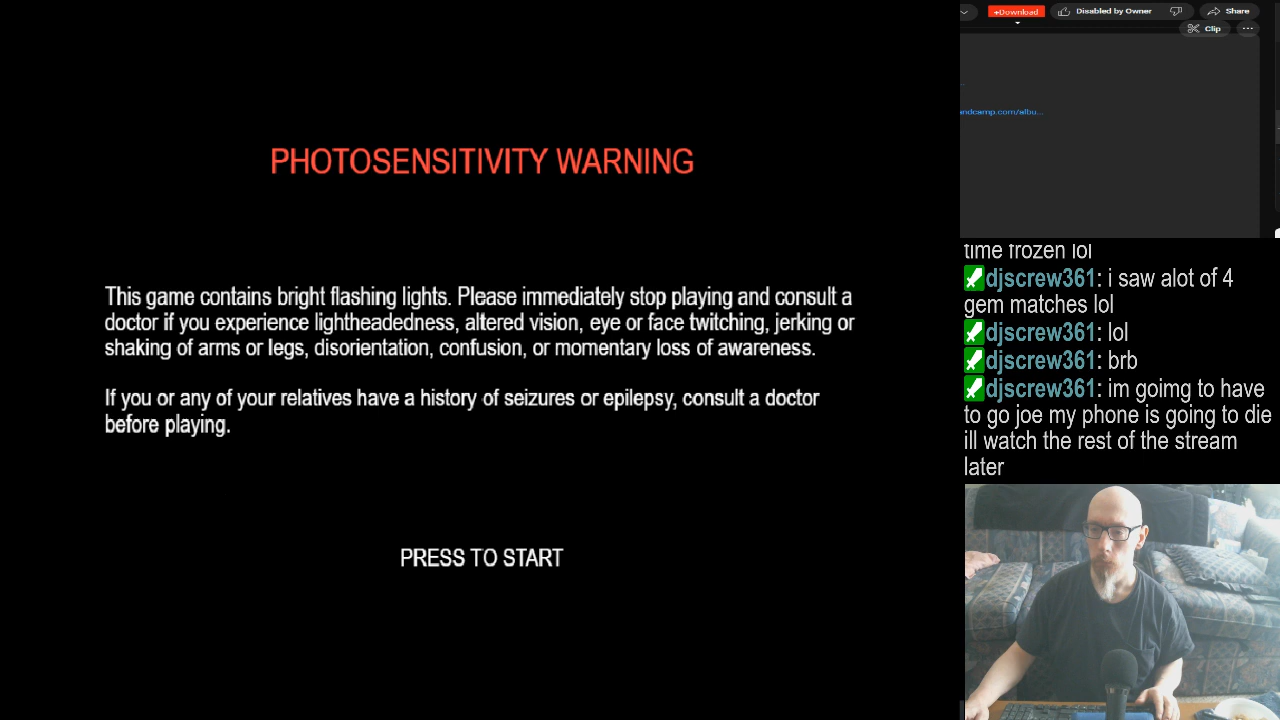 PHOTOSENSITIVITY WARNING
This game contains bright flashing lights. Please immediately stop playing and consult a
doctor if you experience lightheadedness, altered vision, eye or face twitching, jerking or
shaking of arms or legs, disorientation, confusion, or momentary loss of awareness.
If you or any of your relatives have a history of seizures or epilepsy, consult a doctor
before playing.
PRESS TO START
+Download
Disabled by Owner
Share
Clip
andcamp.com/albu...
time frozen lol
djscrew361: i saw alot of 4
gem matches lol
djscrew361: lol
djscrew361: brb
djscrew361: im goimg to have
to go joe my phone is going to die
ill watch the rest of the stream
later